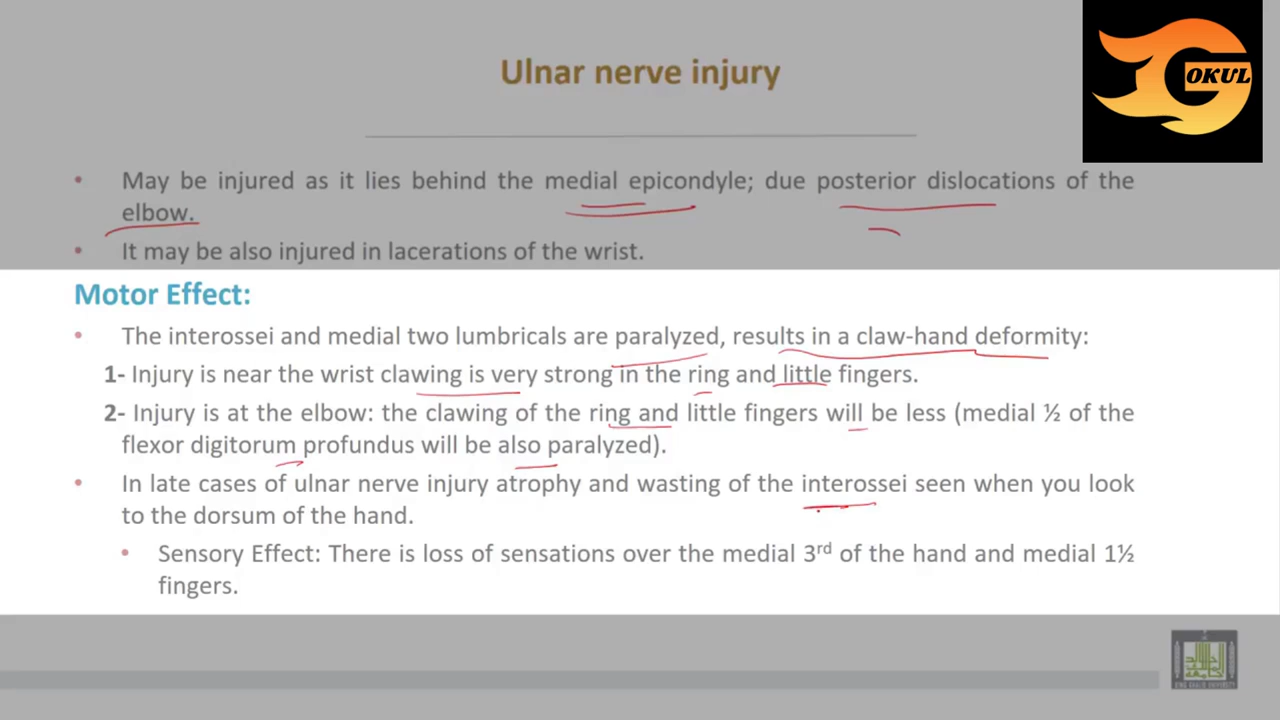 OKUL
Ulnar nerve injury
• May be injured as it lies behind the medial epicondyle; due posterior dislocations of the
elbow.
• It may be also injured in lacerations of the wrist.
Motor Effect:
• The interossei and medial two lumbricals are paralyzed, results in a claw-hand deformity:
1- Injury is near the wrist clawing is very strong in the ring and little fingers.
2- Injury is at the elbow: the clawing of the ring and little fingers will be less (medial ½ of the
flexor digitorum profundus will be also paralyzed).
• In late cases of ulnar nerve injury atrophy and wasting of the interossei seen when you look
to the dorsum of the hand.
• Sensory Effect: There is loss of sensations over the medial 3rd of the hand and medial 1½
fingers.